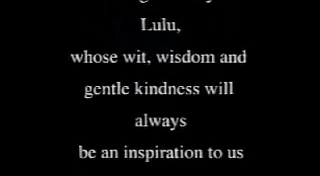 Lulu,
whose wit, wisdom and
gentle kindness will
always
be an inspiration to us